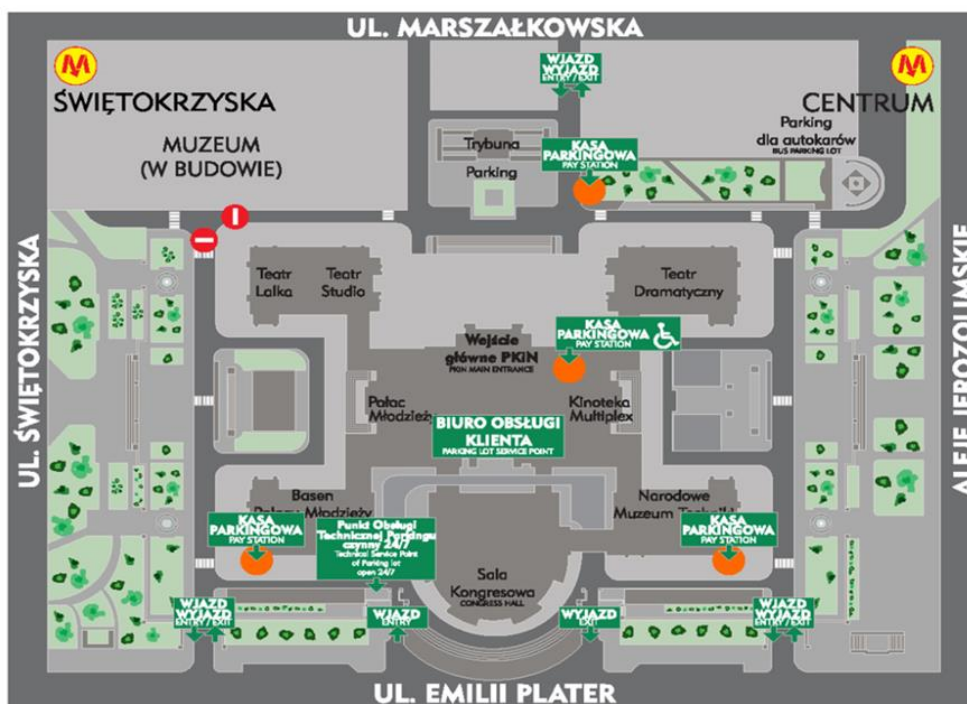 UL. MARSZAŁKOWSKA
M
ŚWIĘTOKRZYSKA
MUZEUM
(W BUDOWIE)
WJAZD
WYJAZD
ENTRY / EXIT
M
CENTRUM
Parking
dla autokarów
BUS PARKING LOT
Trybuna
Parking
KASA
PARKINGOWA
PAY STATION
UL. ŚWIĘTOKRZYSKA
ALEJE JEROZOLIMSKIE
Teatr
Lalka
Teatr
Studio
Teatr
Dramatyczny
Wejście
główne PKiN
PKIN MAIN ENTRANCE
KASA
PARKINGOWA
PAY STATION
Pałac
Młodzieży
Kinoteka
Multiplex
BIURO OBSŁUGI
KLIENTA
PARKING LOT SERVICE POINT
Basen
Pałacu Młodzieży
Narodowe
Muzeum Techniki
KASA
PARKINGOWA
PAY STATION
Punkt Obsługi
Technicznej Parkingu
czynny 24/7
Technical Service Point
of Parking lot
open 24/7
KASA
PARKINGOWA
PAY STATION
Sala
Kongresowa
CONGRESS HALL
WJAZD
WYJAZD
ENTRY / EXIT
WJAZD
ENTRY
WYJAZD
EXIT
WJAZD
WYJAZD
ENTRY / EXIT
UL. EMILII PLATER